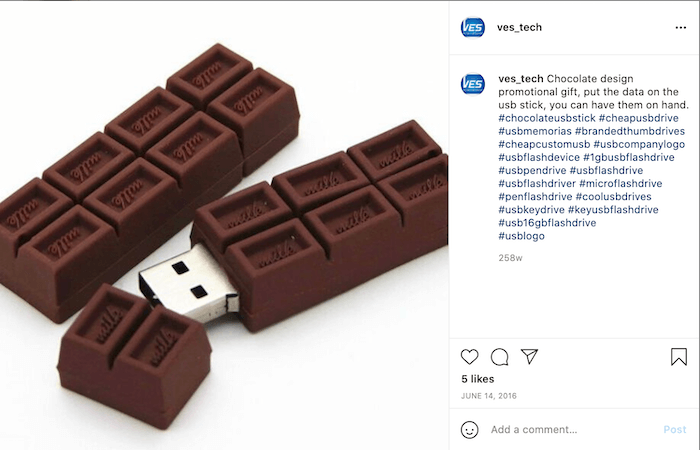 milk
milk
milk
milk
milk
milk
milk
milk
milk
milk
milk
milk
milk
milk
VES
ves_tech
VES
ves_tech Chocolate design
promotional gift, put the data on the
usb stick, you can have them on hand.
#chocolateusbstick #cheapusbdrive
#usbmemorias #brandedthumbdrives
#cheapcustomusb #usbcompanylogo
#usbflashdevice #1gbusbflashdrive
#usbpendrive #usbflashdrive
#usbflashdriver #microflashdrive
#penflashdrive #coolusbdrives
#usbkeydrive #keyusbflashdrive
#usb16gbflashdrive
#usblogo
258w
5 likes
JUNE 14, 2016
Add a comment...
Post